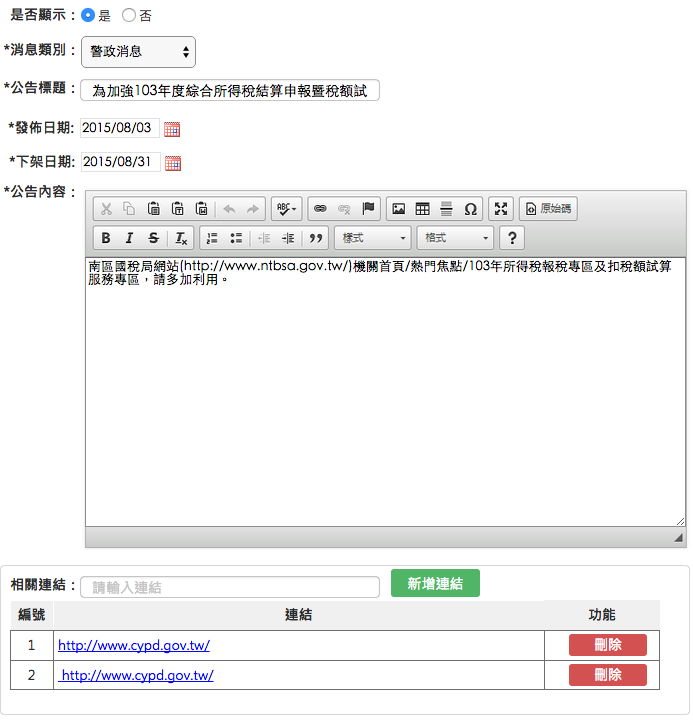 是否顯示：是 否
*消息類別： 警政消息
*公告標題： 為加強103年度綜合所得稅結算申報暨稅額試
*發佈日期: 2015/08/03
*下架日期: 2015/08/31
*公告內容：
ABC 原始碼
B I S Ix 樣式 格式 ?
南區國稅局網站(http://www.ntbsa.gov.tw/)機關首頁/熱門焦點/103年所得稅報稅專區及扣稅額試算
服務專區，請多加利用。
相關連結： 請輸入連結 新增連結
編號 連結 功能
1 http://www.cypd.gov.tw/ 刪除
2 http://www.cypd.gov.tw/ 刪除